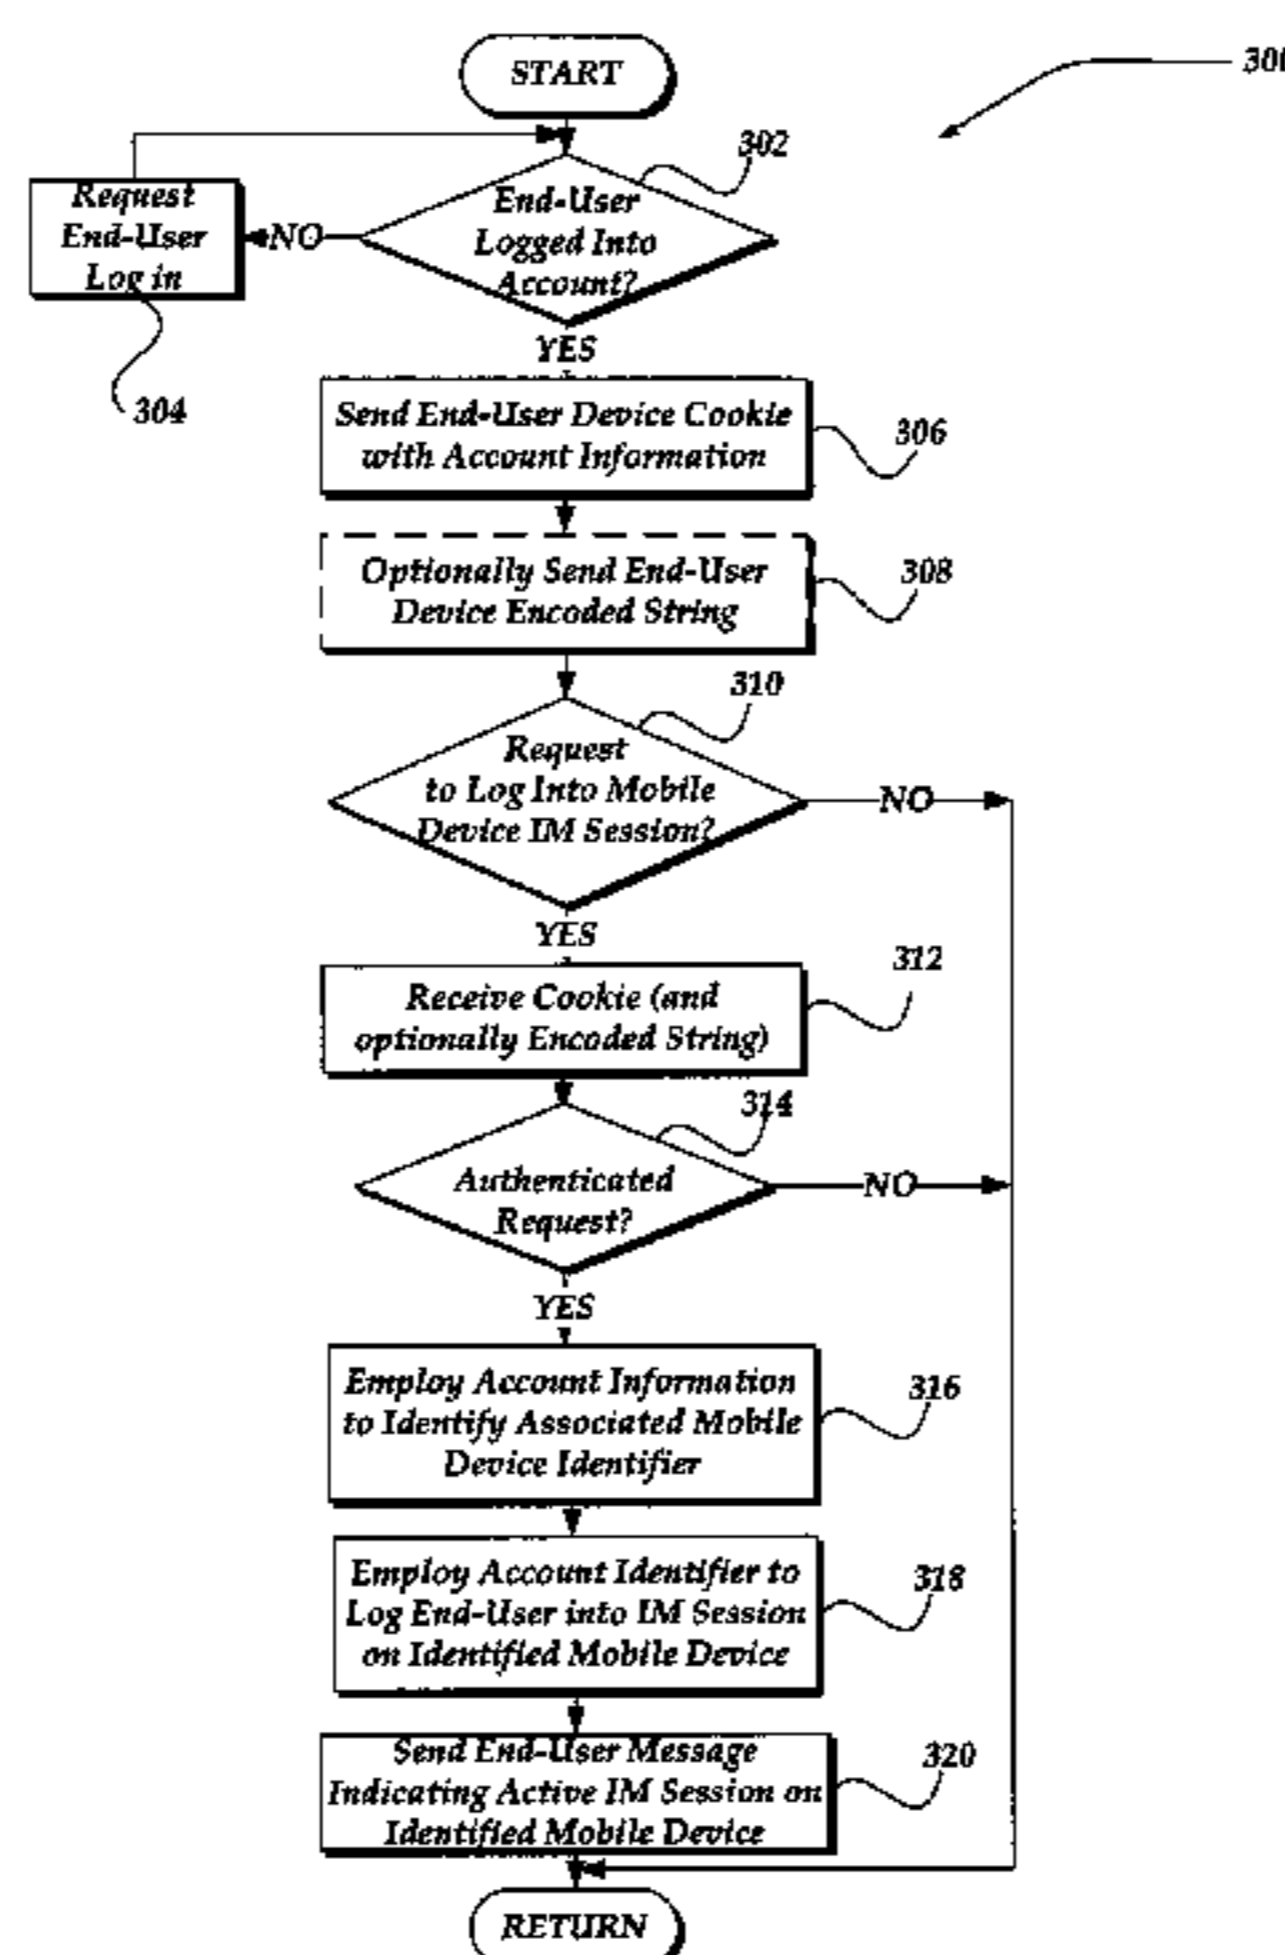 START
300
302
End-User
Logged Into
Account?
NO
Request
End-User
Log in
304
YES
Send End-User Device Cookie
with Account Information
306
Optionally Send End-User
Device Encoded String
308
310
Request
to Log Into Mobile
Device IM Session?
NO
YES
312
Receive Cookie (and
optionally Encoded String)
314
Authenticated
Request?
NO
YES
Employ Account Information
to Identify Associated Mobile
Device Identifier
316
Employ Account Identifier to
Log End-User into IM Session
on Identified Mobile Device
318
Send End-User Message
Indicating Active IM Session on
Identified Mobile Device
320
RETURN